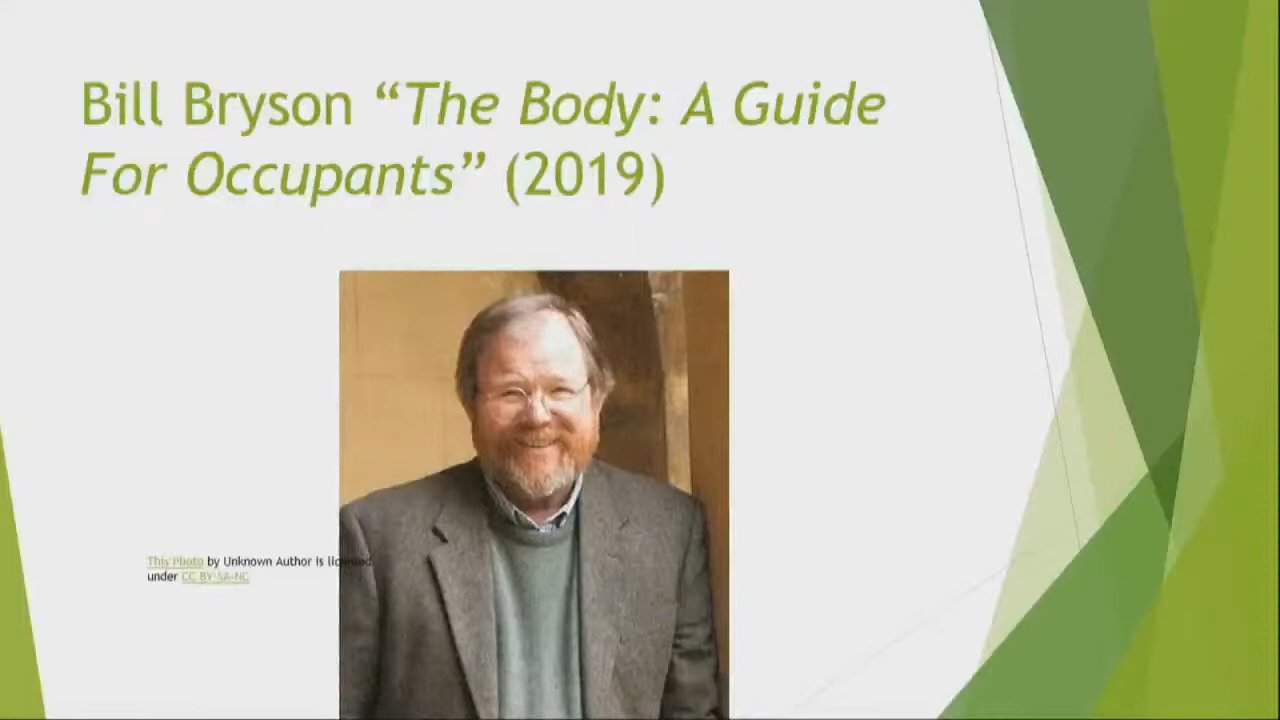 Bill Bryson “The Body: A Guide
For Occupants” (2019)
This Photo by Unknown Author is licensed
under CC BY-SA-NC